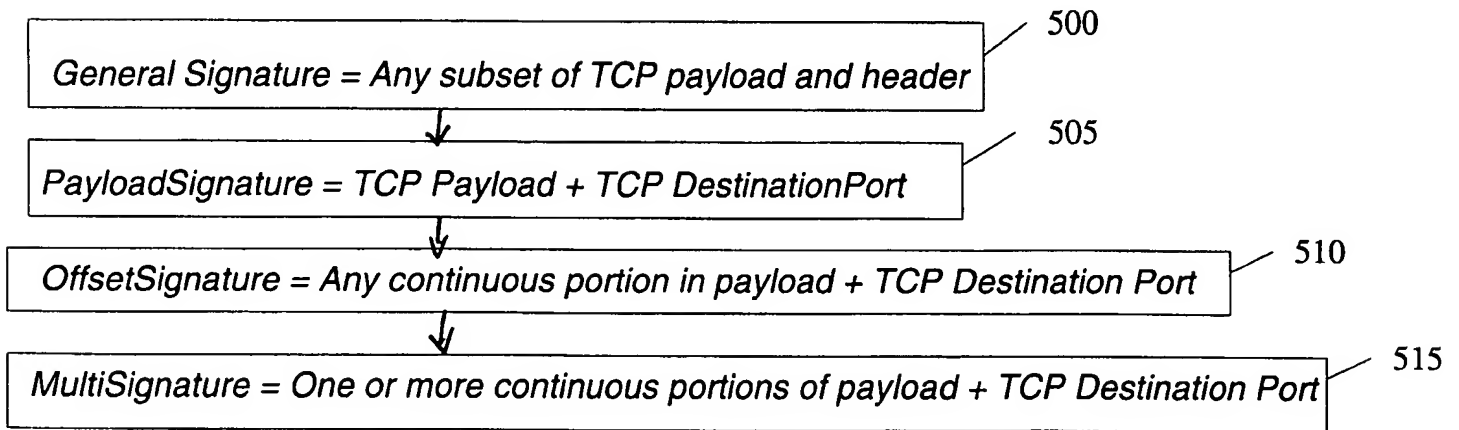 500
General Signature = Any subset of TCP payload and header
505
PayloadSignature = TCP Payload + TCP DestinationPort
510
OffsetSignature = Any continuous portion in payload + TCP Destination Port
515
MultiSignature = One or more continuous portions of payload + TCP Destination Port